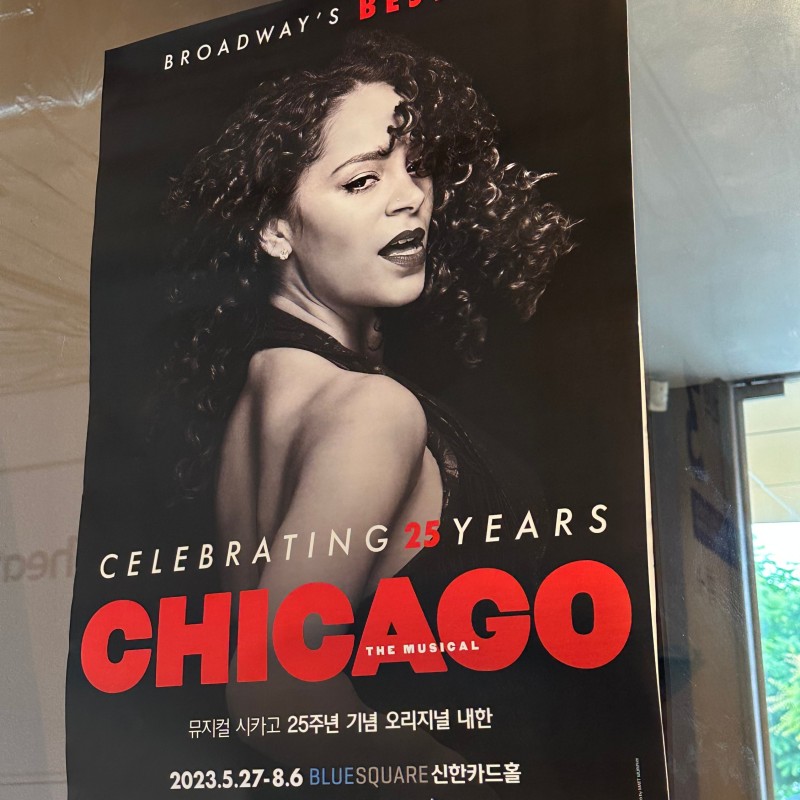 BROADWAY'S
CELEBRATING 25 YEARS
CHICAGO
THE MUSICAL
뮤지컬 시카고 25주년 기념 오리지널 내한
2023.5.27-8.6 BLUESQUARE 신한카드홀